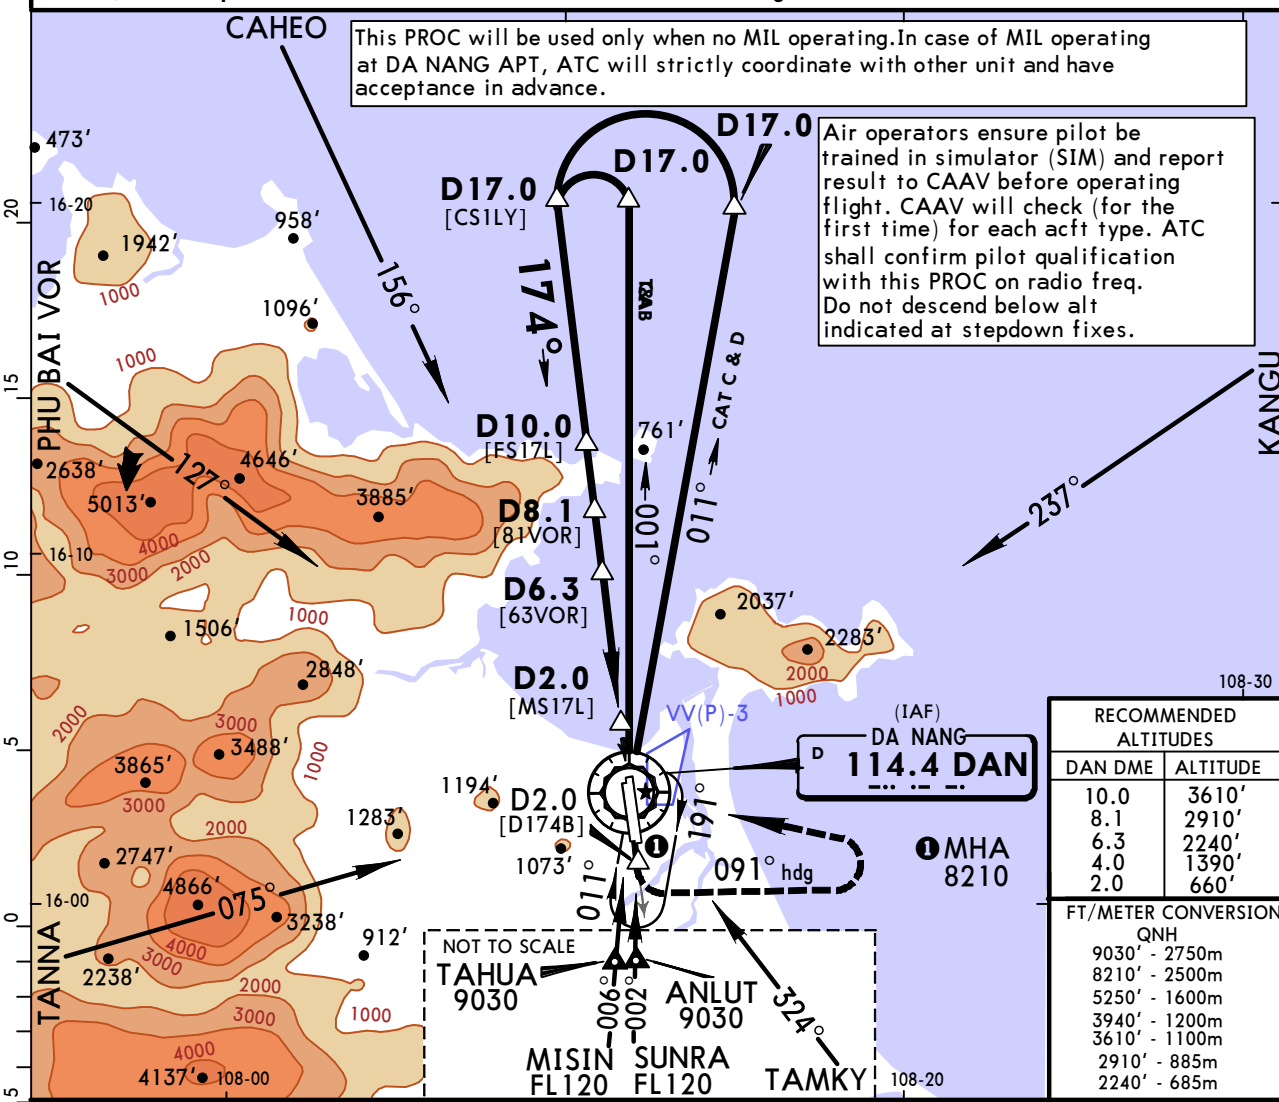 CAHEO
This PROC will be used only when no MIL operating.In case of MIL operating
at DA NANG APT, ATC will strictly coordinate with other unit and have
acceptance in advance.
D17.0
Air operators ensure pilot be
trained in simulator (SIM) and report
result to CAAV before operating
flight. CAAV will check (for the
first time) for each acft type. ATC
shall confirm pilot qualification
with this PROC on radio freq.
Do not descend below alt
indicated at stepdown fixes.
473'
D17.0
D17.0
[CS1LY]
20
16-20
958'
1942'
1000
156°
174°
1096'
CAT C & D
1000
15
PHU BAI VOR
KANGU
D10.0
[FS17L]
761'
2638'
127°
4646'
5013'
3885'
237°
D8.1
[81VOR]
011°
001°
4000
10
16-10
3000
2000
D6.3
[63VOR]
1000
1506'
2037'
2283'
2000
1000
2848'
D2.0
[MS17L]
108-30
2000
3000
VV(P)-3
(IAF)
DA NANG
D
114.4 DAN
5
3488'
1000
3865'
3000
1194'
D2.0
[D174B]
191°
1283'
2000
1073'
1
091° hdg
1 MHA
8210
2747'
4866'
011°
0
16-00
075°
3238'
4000
3000
912'
TANNA
2238'
2000
3000
1000
4000
5
4137'
108-00
NOT TO SCALE
TAHUA
9030
ANLUT
9030
006°
002°
324°
MISIN
FL120
SUNRA
FL120
TAMKY
108-20
RECOMMENDED
ALTITUDES
DAN DME ALTITUDE
10.0 3610'
8.1 2910'
6.3 2240'
4.0 1390'
2.0 660'
FT/METER CONVERSION
QNH
9030' - 2750m
8210' - 2500m
5250' - 1600m
3940' - 1200m
3610' - 1100m
2910' - 885m
2240' - 685m